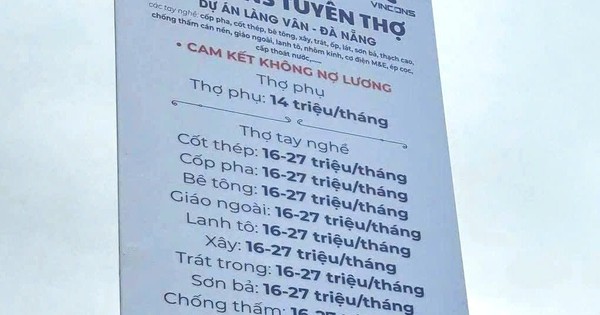 VINCONS
NS TUYỂN THỢ
DỰ ÁN LÀNG VÂN - ĐÀ NẴNG
các tay nghề: cốp pha, cốt thép, bê tông, xây, trát, ốp, lát, sơn bả, thạch cao,
chống thấm cán nền, giáo ngoài, lanh tô, nhôm kính, cơ điện M&E, ép cọc,
cấp thoát nước,.....
• CAM KẾT KHÔNG NỢ LƯƠNG
Thợ phụ
Thợ phụ: 14 triệu/tháng
Thợ tay nghề
Cốt thép: 16-27 triệu/tháng
Cốp pha: 16-27 triệu/tháng
Bê tông: 16-27 triệu/tháng
Giáo ngoài: 16-27 triệu/tháng
Lanh tô: 16-27 triệu/tháng
Xây: 16-27 triệu/tháng
Trát trong: 16-27 triệu/tháng
Sơn bả: 16-27 triệu/tháng
Chống thấm: 16-27 triệu/tháng